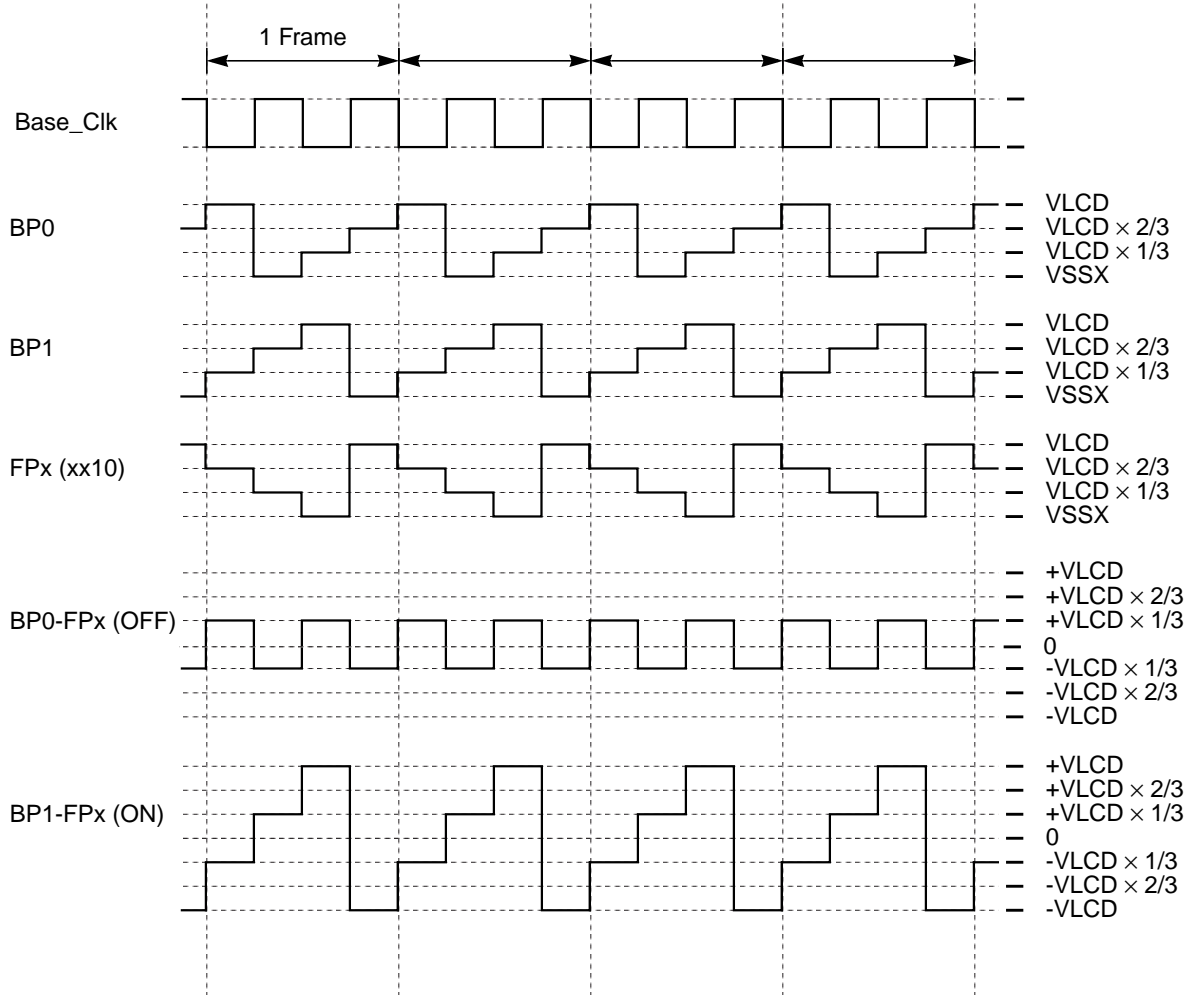 1 Frame
Base_Clk
BP0
VLCD
VLCD × 2/3
VLCD × 1/3
VSSX
BP1
VLCD
VLCD × 2/3
VLCD × 1/3
VSSX
FPx (xx10)
VLCD
VLCD × 2/3
VLCD × 1/3
VSSX
BP0-FPx (OFF)
+VLCD
+VLCD × 2/3
+VLCD × 1/3
0
-VLCD × 1/3
-VLCD × 2/3
-VLCD
BP1-FPx (ON)
+VLCD
+VLCD × 2/3
+VLCD × 1/3
0
-VLCD × 1/3
-VLCD × 2/3
-VLCD